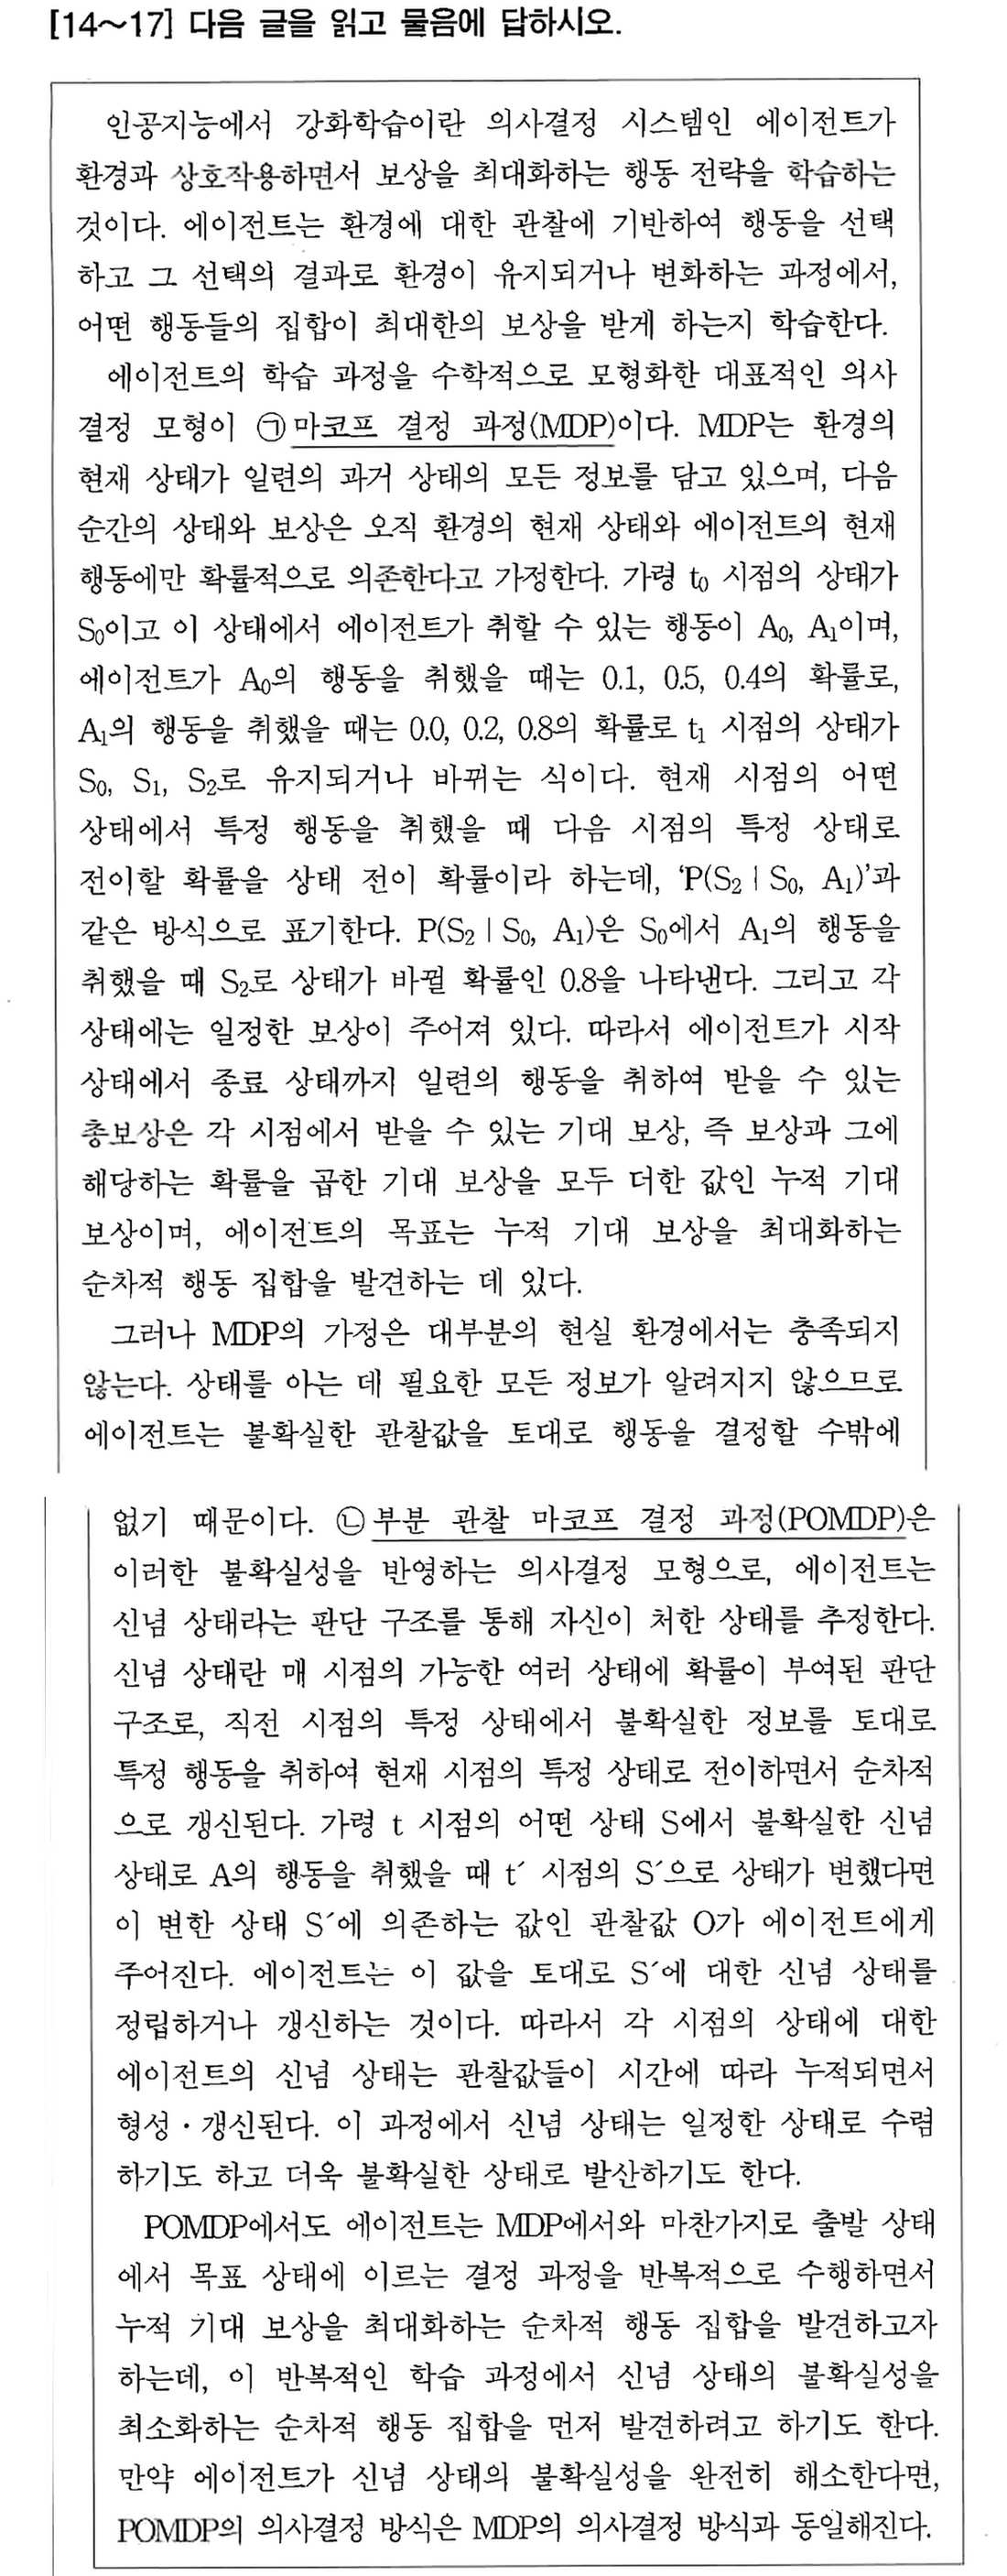 [14～17] 다음 글을 읽고 물음에 답하시오.
인공지능에서 강화학습이란 의사결정 시스템인 에이전트가
환경과 상호작용하면서 보상을 최대화하는 행동 전략을 학습하는
것이다. 에이전트는 환경에 대한 관찰에 기반하여 행동을 선택
하고 그 선택의 결과로 환경이 유지되거나 변화하는 과정에서,
어떤 행동들의 집합이 최대한의 보상을 받게 하는지 학습한다.
에이전트의 학습 과정을 수학적으로 모형화한 대표적인 의사
결정 모형이 ㉠마코프 결정 과정(MDP)이다. MDP는 환경의
현재 상태가 일련의 과거 상태의 모든 정보를 담고 있으며, 다음
순간의 상태와 보상은 오직 환경의 현재 상태와 에이전트의 현재
행동에만 확률적으로 의존한다고 가정한다. 가령 t₀ 시점의 상태가
S₀이고 이 상태에서 에이전트가 취할 수 있는 행동이 A₀, A₁이며,
에이전트가 A₀의 행동을 취했을 때는 0.1, 0.5, 0.4의 확률로,
A₁의 행동을 취했을 때는 0.0, 0.2, 0.8의 확률로 t₁ 시점의 상태가
S₀, S₁, S₂로 유지되거나 바뀌는 식이다. 현재 시점의 어떤
상태에서 특정 행동을 취했을 때 다음 시점의 특정 상태로
전이할 확률을 상태 전이 확률이라 하는데, ‘P(S₂ | S₀, A₁)’과
같은 방식으로 표기한다. P(S₂ | S₀, A₁)은 S₀에서 A₁의 행동을
취했을 때 S₂로 상태가 바뀔 확률인 0.8을 나타낸다. 그리고 각
상태에는 일정한 보상이 주어져 있다. 따라서 에이전트가 시작
상태에서 종료 상태까지 일련의 행동을 취하여 받을 수 있는
총보상은 각 시점에서 받을 수 있는 기대 보상, 즉 보상과 그에
해당하는 확률을 곱한 기대 보상을 모두 더한 값인 누적 기대
보상이며, 에이전트의 목표는 누적 기대 보상을 최대화하는
순차적 행동 집합을 발견하는 데 있다.
그러나 MDP의 가정은 대부분의 현실 환경에서는 충족되지
않는다. 상태를 아는 데 필요한 모든 정보가 알려지지 않으므로
에이전트는 불확실한 관찰값을 토대로 행동을 결정할 수밖에
없기 때문이다. ㉡부분 관찰 마코프 결정 과정(POMDP)은
이러한 불확실성을 반영하는 의사결정 모형으로, 에이전트는
신념 상태라는 판단 구조를 통해 자신이 처한 상태를 추정한다.
신념 상태란 매 시점의 가능한 여러 상태에 확률이 부여된 판단
구조로, 직전 시점의 특정 상태에서 불확실한 정보를 토대로
특정 행동을 취하여 현재 시점의 특정 상태로 전이하면서 순차적
으로 갱신된다. 가령 t 시점의 어떤 상태 S에서 불확실한 신념
상태로 A의 행동을 취했을 때 t′ 시점의 S′으로 상태가 변했다면
이 변한 상태 S′에 의존하는 값인 관찰값 O가 에이전트에게
주어진다. 에이전트는 이 값을 토대로 S′에 대한 신념 상태를
정립하거나 갱신하는 것이다. 따라서 각 시점의 상태에 대한
에이전트의 신념 상태는 관찰값들이 시간에 따라 누적되면서
형성・갱신된다. 이 과정에서 신념 상태는 일정한 상태로 수렴
하기도 하고 더욱 불확실한 상태로 발산하기도 한다.
POMDP에서도 에이전트는 MDP에서와 마찬가지로 출발 상태
에서 목표 상태에 이르는 결정 과정을 반복적으로 수행하면서
누적 기대 보상을 최대화하는 순차적 행동 집합을 발견하고자
하는데, 이 반복적인 학습 과정에서 신념 상태의 불확실성을
최소화하는 순차적 행동 집합을 먼저 발견하려고 하기도 한다.
만약 에이전트가 신념 상태의 불확실성을 완전히 해소한다면,
POMDP의 의사결정 방식은 MDP의 의사결정 방식과 동일해진다.